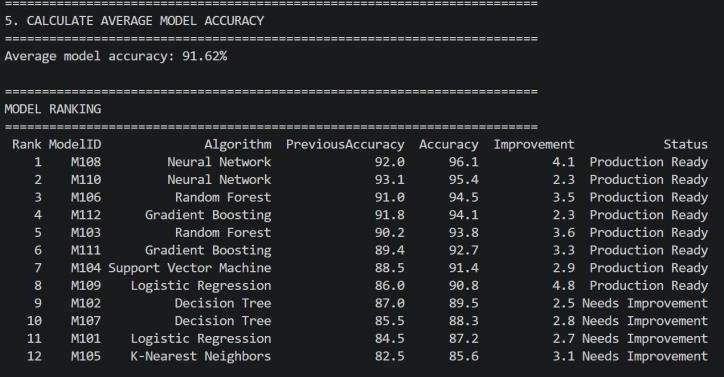 ======================================================================
5. CALCULATE AVERAGE MODEL ACCURACY
======================================================================
Average model accuracy: 91.62%
======================================================================
MODEL RANKING
======================================================================
Rank ModelID Algorithm PreviousAccuracy Accuracy Improvement Status
1 M108 Neural Network 92.0 96.1 4.1 Production Ready
2 M110 Neural Network 93.1 95.4 2.3 Production Ready
3 M106 Random Forest 91.0 94.5 3.5 Production Ready
4 M112 Gradient Boosting 91.8 94.1 2.3 Production Ready
5 M103 Random Forest 90.2 93.8 3.6 Production Ready
6 M111 Gradient Boosting 89.4 92.7 3.3 Production Ready
7 M104 Support Vector Machine 88.5 91.4 2.9 Production Ready
8 M109 Logistic Regression 86.0 90.8 4.8 Production Ready
9 M102 Decision Tree 87.0 89.5 2.5 Needs Improvement
10 M107 Decision Tree 85.5 88.3 2.8 Needs Improvement
11 M101 Logistic Regression 84.5 87.2 2.7 Needs Improvement
12 M105 K-Nearest Neighbors 82.5 85.6 3.1 Needs Improvement